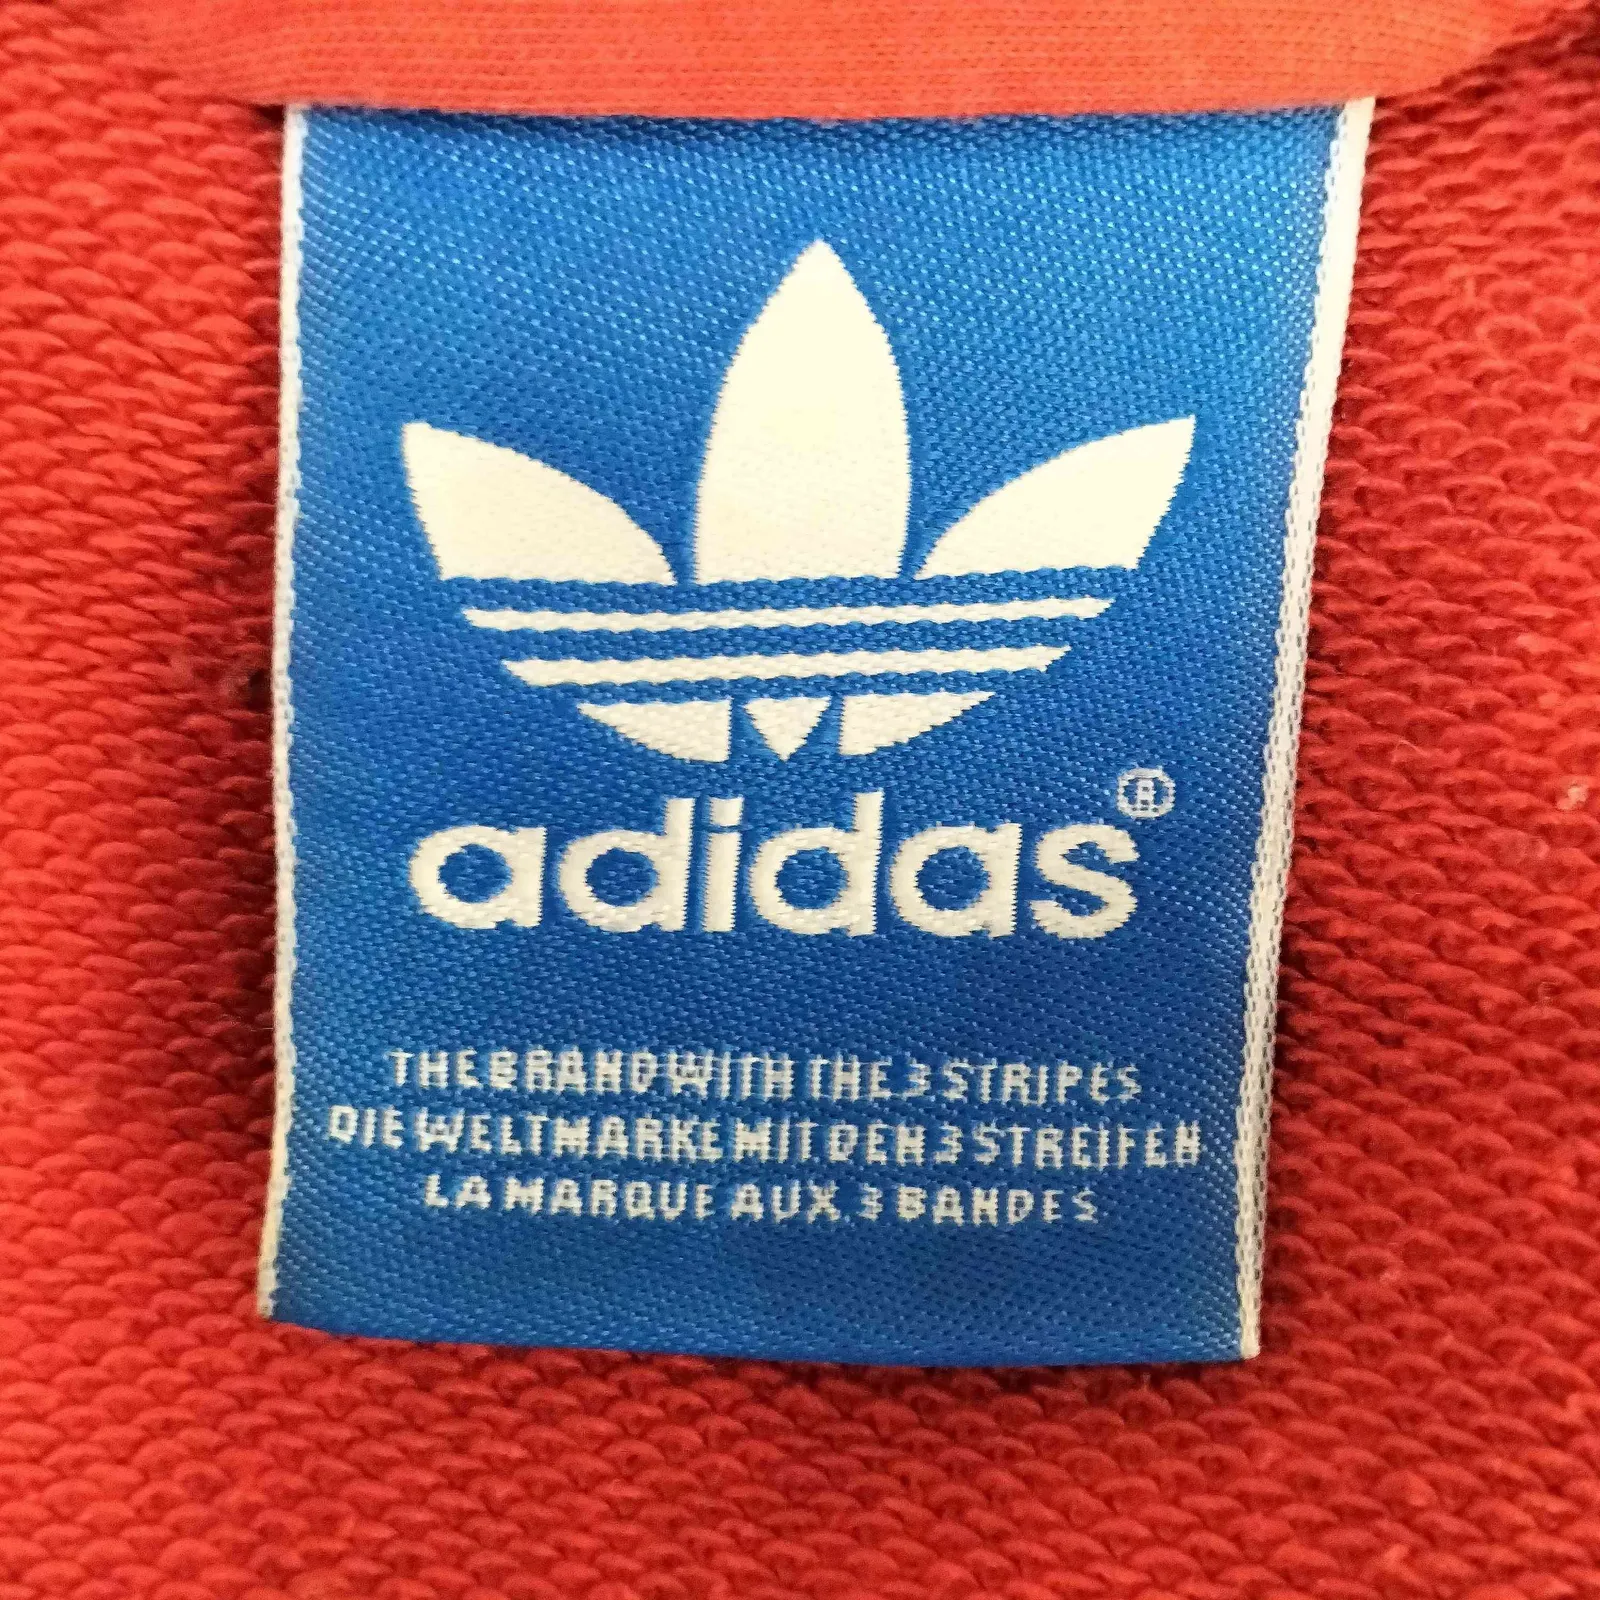 adidas®
THE BRAND WITH THE 3 STRIPES
DIE WELTMARKE MIT DEN 3 STREIFEN
LA MARQUE AUX 3 BANDES